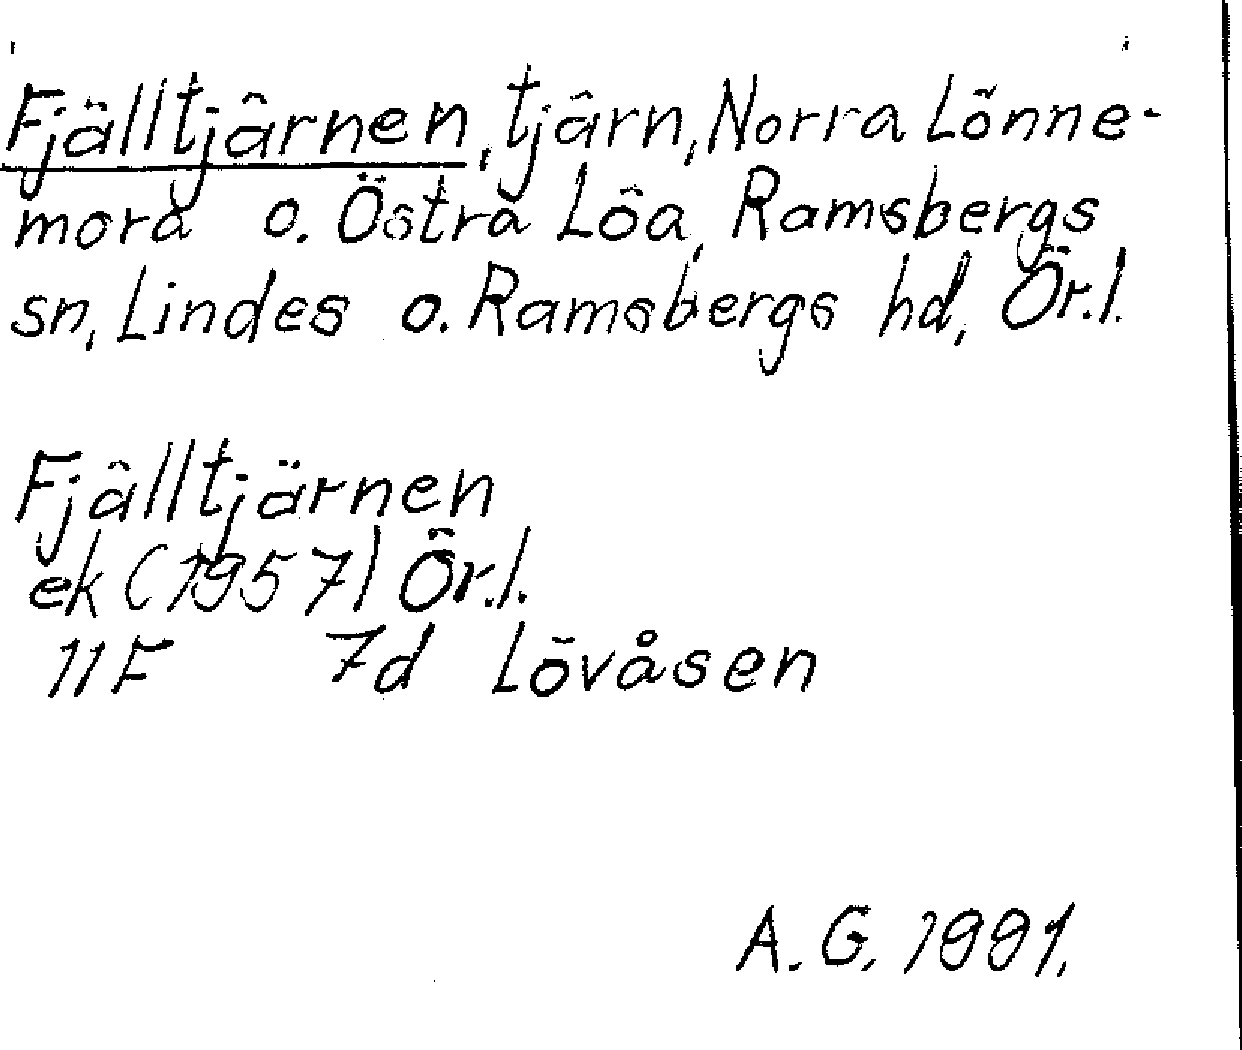 Fjälltjärnen, tjärn, Norra Lönne-
mora o. Östra Löa, Ramsbergs
sn, Lindes o. Ramsbergs hd, Ör.l.
Fjälltjärnen
ek (1957) Ör.l.
11F 7d Lövåsen
A.G. 1991.